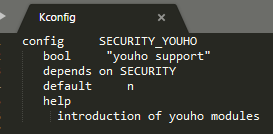 Kconfig
config SECURITY_YOUHO
bool "youho support"
depends on SECURITY
default n
help
introduction of youho modules